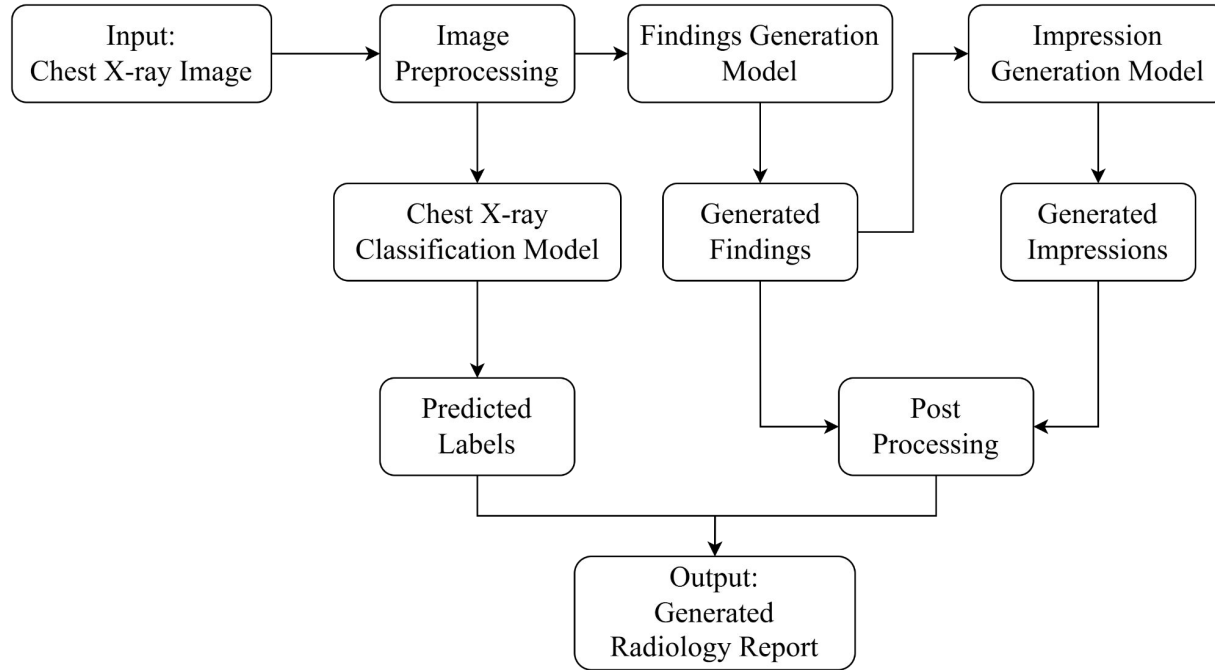 Input:
Chest X-ray Image
Image
Preprocessing
Findings Generation
Model
Impression
Generation Model
Chest X-ray
Classification Model
Generated
Findings
Generated
Impressions
Predicted
Labels
Post
Processing
Output:
Generated
Radiology Report